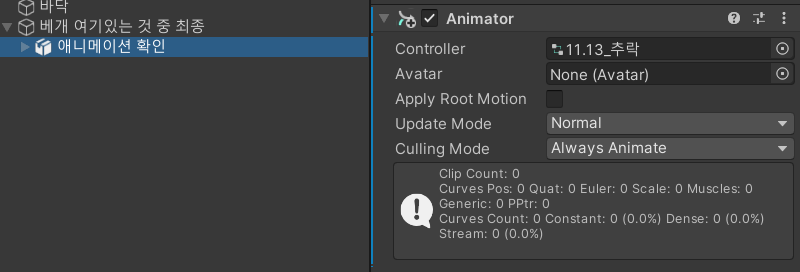 바닥
베개 여기있는 것 중 최종
애니메이션 확인
Animator
Controller 11.13_추락
Avatar None (Avatar)
Apply Root Motion
Update Mode Normal
Culling Mode Always Animate
Clip Count: 0
Curves Pos: 0 Quat: 0 Euler: 0 Scale: 0 Muscles: 0
Generic: 0 PPtr: 0
Curves Count: 0 Constant: 0 (0.0%) Dense: 0 (0.0%)
Stream: 0 (0.0%)